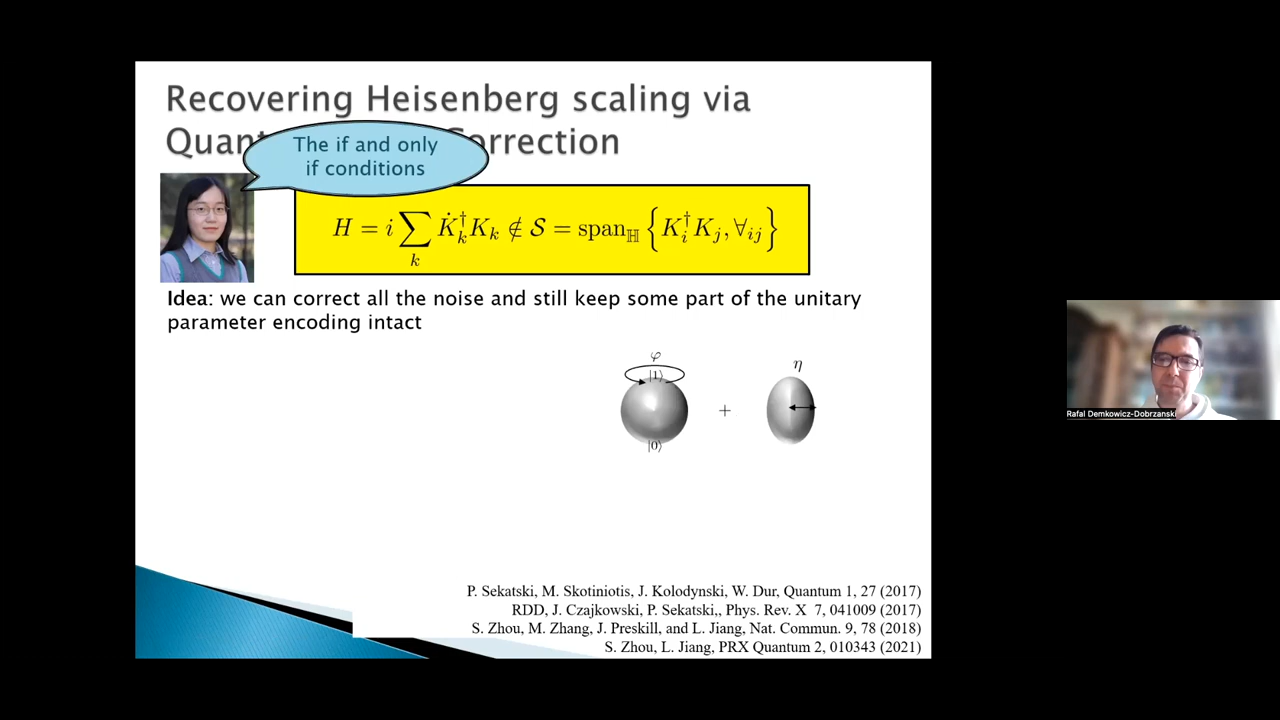 Recovering Heisenberg scaling via
Quan orrection
The if and only
if conditions
H = i ∑ₖ K̇ₖ† Kₖ ∉ 𝒮 = span_ℍ { Kᵢ† Kⱼ, ∀ᵢⱼ }
Idea: we can correct all the noise and still keep some part of the unitary
parameter encoding intact
φ
|1⟩
|0⟩
+
η
Rafal Demkowicz-Dobrzanski
P. Sekatski, M. Skotiniotis, J. Kolodynski, W. Dur, Quantum 1, 27 (2017)
RDD, J. Czajkowski, P. Sekatski,, Phys. Rev. X 7, 041009 (2017)
S. Zhou, M. Zhang, J. Preskill, and L. Jiang, Nat. Commun. 9, 78 (2018)
S. Zhou, L. Jiang, PRX Quantum 2, 010343 (2021)